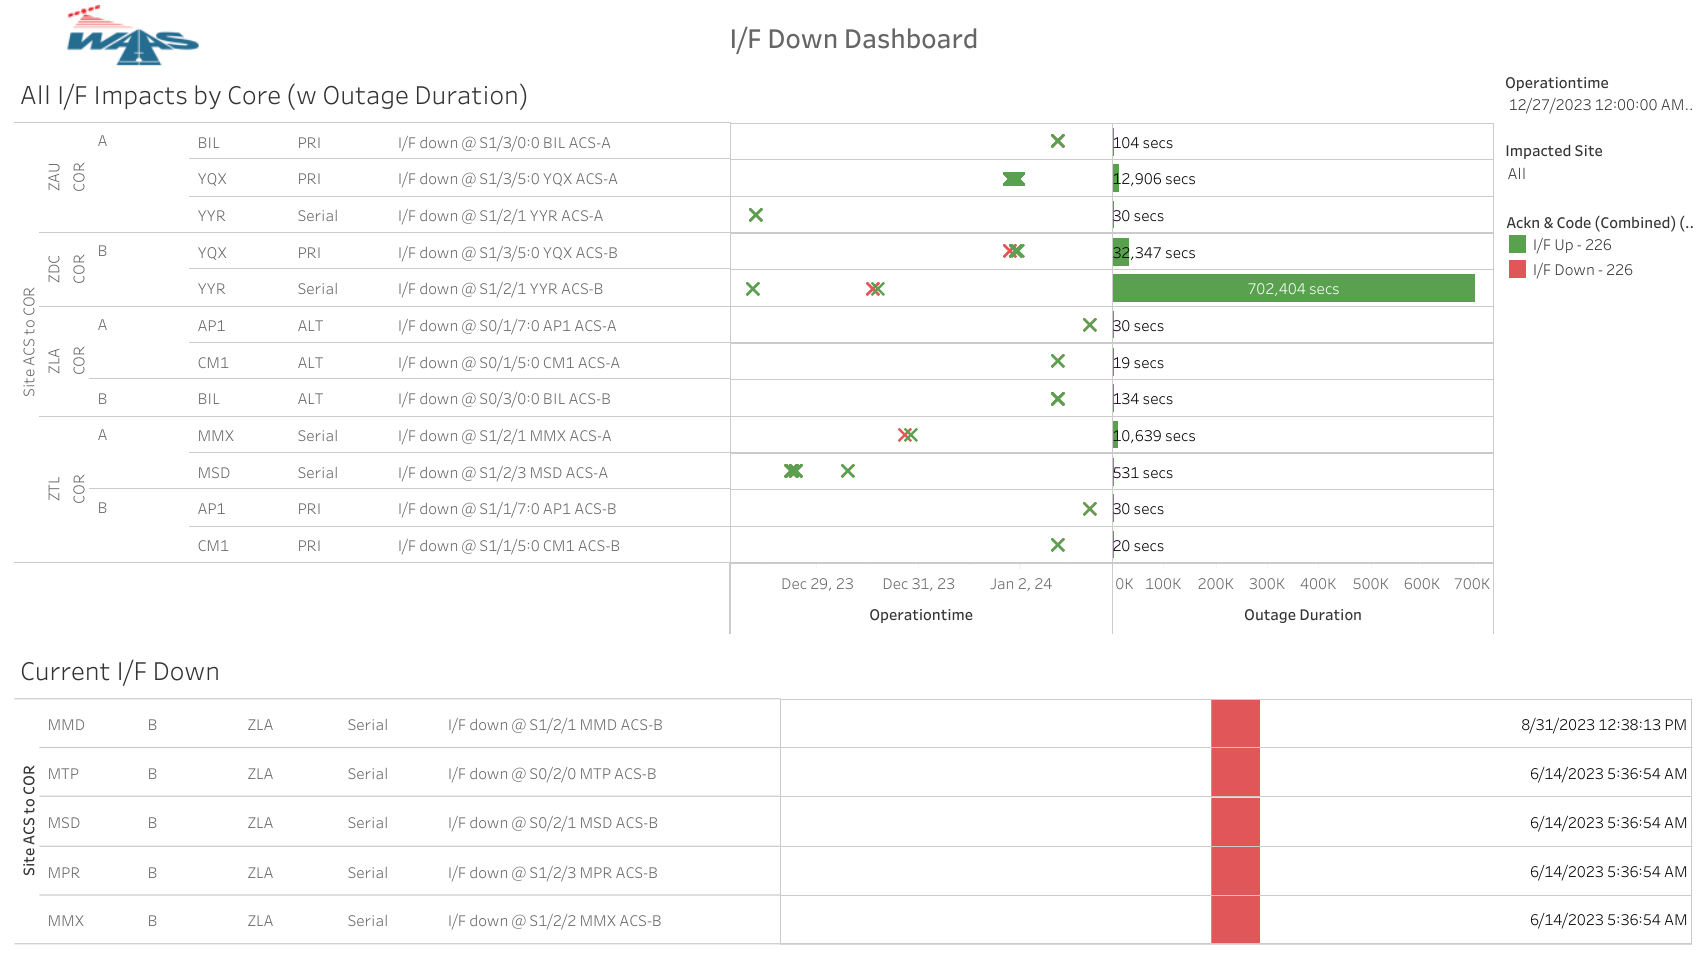 WAAS
I/F Down Dashboard
All I/F Impacts by Core (w Outage Duration)
Operationtime
12/27/2023 12:00:00 AM..
Impacted Site
All
Ackn & Code (Combined) (..
I/F Up - 226
I/F Down - 226
Site ACS to COR
ZAU COR A BIL PRI I/F down @ S1/3/0:0 BIL ACS-A 104 secs
YQX PRI I/F down @ S1/3/5:0 YQX ACS-A 12,906 secs
YYR Serial I/F down @ S1/2/1 YYR ACS-A 30 secs
ZDC COR B YQX PRI I/F down @ S1/3/5:0 YQX ACS-B 32,347 secs
YYR Serial I/F down @ S1/2/1 YYR ACS-B 702,404 secs
ZLA COR A AP1 ALT I/F down @ S0/1/7:0 AP1 ACS-A 30 secs
CM1 ALT I/F down @ S0/1/5:0 CM1 ACS-A 19 secs
B BIL ALT I/F down @ S0/3/0:0 BIL ACS-B 134 secs
ZTL COR A MMX Serial I/F down @ S1/2/1 MMX ACS-A 10,639 secs
MSD Serial I/F down @ S1/2/3 MSD ACS-A 531 secs
B AP1 PRI I/F down @ S1/1/7:0 AP1 ACS-B 30 secs
CM1 PRI I/F down @ S1/1/5:0 CM1 ACS-B 20 secs
Dec 29, 23 Dec 31, 23 Jan 2, 24 0K 100K 200K 300K 400K 500K 600K 700K
Operationtime Outage Duration
Current I/F Down
Site ACS to COR
MMD B ZLA Serial I/F down @ S1/2/1 MMD ACS-B 8/31/2023 12:38:13 PM
MTP B ZLA Serial I/F down @ S0/2/0 MTP ACS-B 6/14/2023 5:36:54 AM
MSD B ZLA Serial I/F down @ S0/2/1 MSD ACS-B 6/14/2023 5:36:54 AM
MPR B ZLA Serial I/F down @ S1/2/3 MPR ACS-B 6/14/2023 5:36:54 AM
MMX B ZLA Serial I/F down @ S1/2/2 MMX ACS-B 6/14/2023 5:36:54 AM